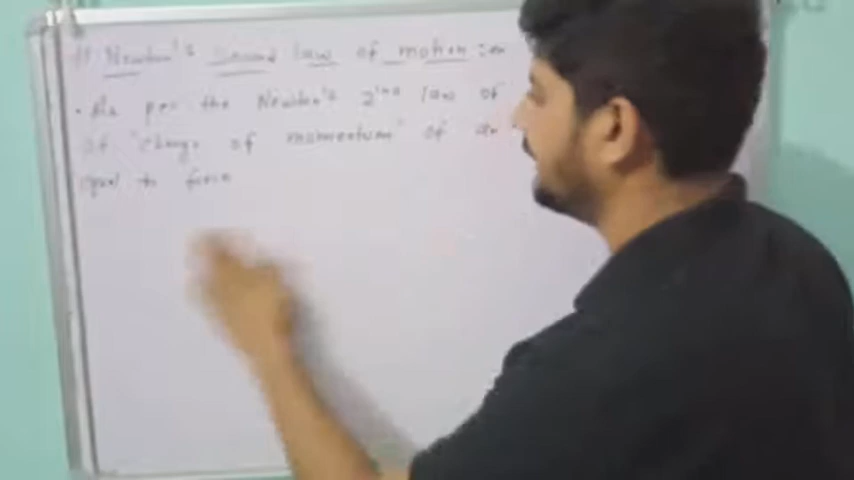 # Newton's Second law of motion :-
• As per the Newton's 2nd law of
of "change of momentum" of an
equal to force